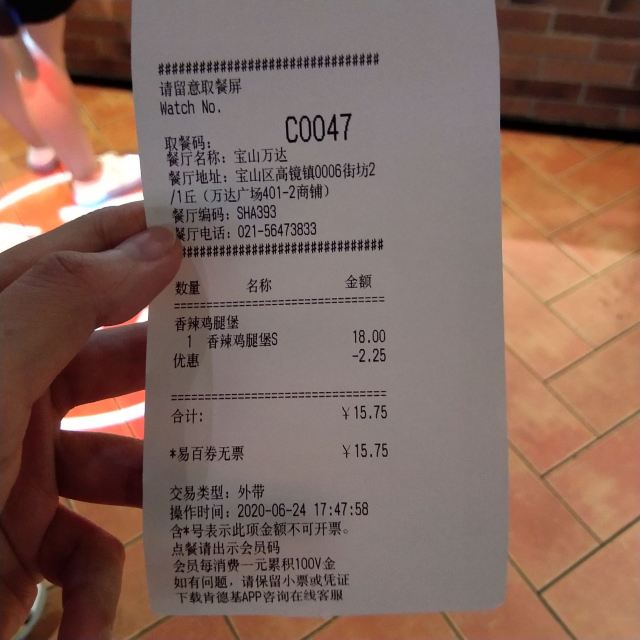 ###################################
请留意取餐屏
Watch No.
取餐码： C0047
餐厅名称：宝山万达
餐厅地址：宝山区高镜镇0006街坊2
/1丘（万达广场401-2商铺）
餐厅编码：SHA393
餐厅电话：021-56473833
###################################
数量 名称 金额
===================================
香辣鸡腿堡
1 香辣鸡腿堡S 18.00
优惠 -2.25
===================================
合计： ￥15.75
*易百券无票 ￥15.75
交易类型：外带
操作时间：2020-06-24 17:47:58
含*号表示此项金额不可开票。
点餐请出示会员码
会员每消费一元累积100V金
如有问题，请保留小票或凭证
下载肯德基APP咨询在线客服